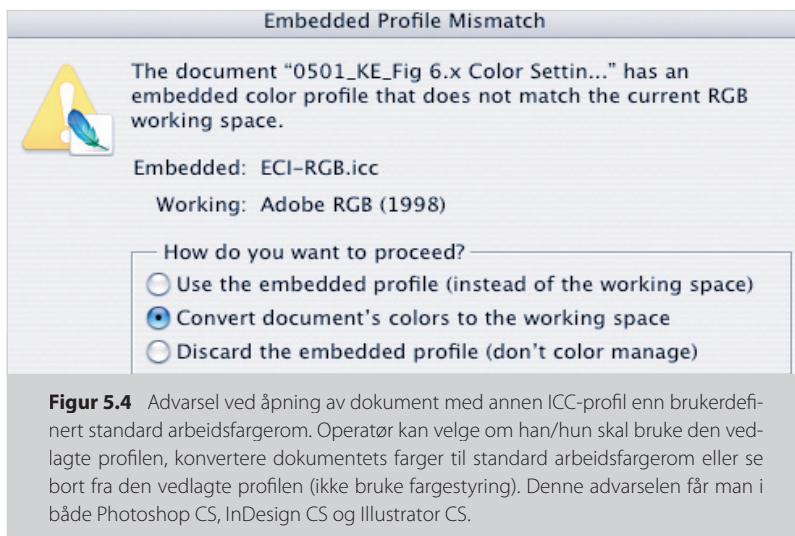 Embedded Profile Mismatch
The document “0501_KE_Fig 6.x Color Settin...” has an
embedded color profile that does not match the current RGB
working space.
Embedded: ECI-RGB.icc
Working: Adobe RGB (1998)
How do you want to proceed?
Use the embedded profile (instead of the working space)
Convert document's colors to the working space
Discard the embedded profile (don't color manage)
Figur 5.4 Advarsel ved åpning av dokument med annen ICC-profil enn brukerdefi-
nert standard arbeidsfargerom. Operatør kan velge om han/hun skal bruke den ved-
lagte profilen, konvertere dokumentets farger til standard arbeidsfargerom eller se
bort fra den vedlagte profilen (ikke bruke fargestyring). Denne advarselen får man i
både Photoshop CS, InDesign CS og Illustrator CS.